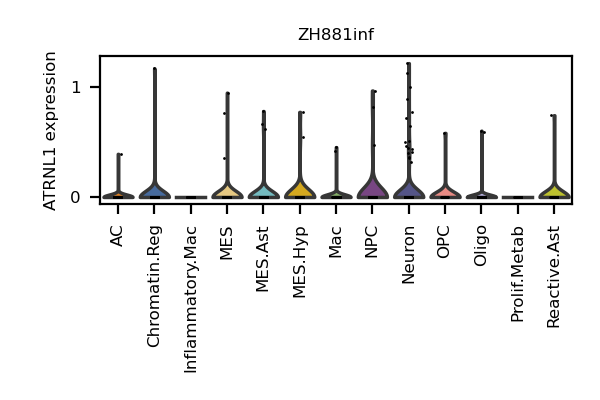 ZH881inf
ATRNL1 expression
1
0
AC
Chromatin.Reg
Inflammatory.Mac
MES
MES.Ast
MES.Hyp
Mac
NPC
Neuron
OPC
Oligo
Prolif.Metab
Reactive.Ast